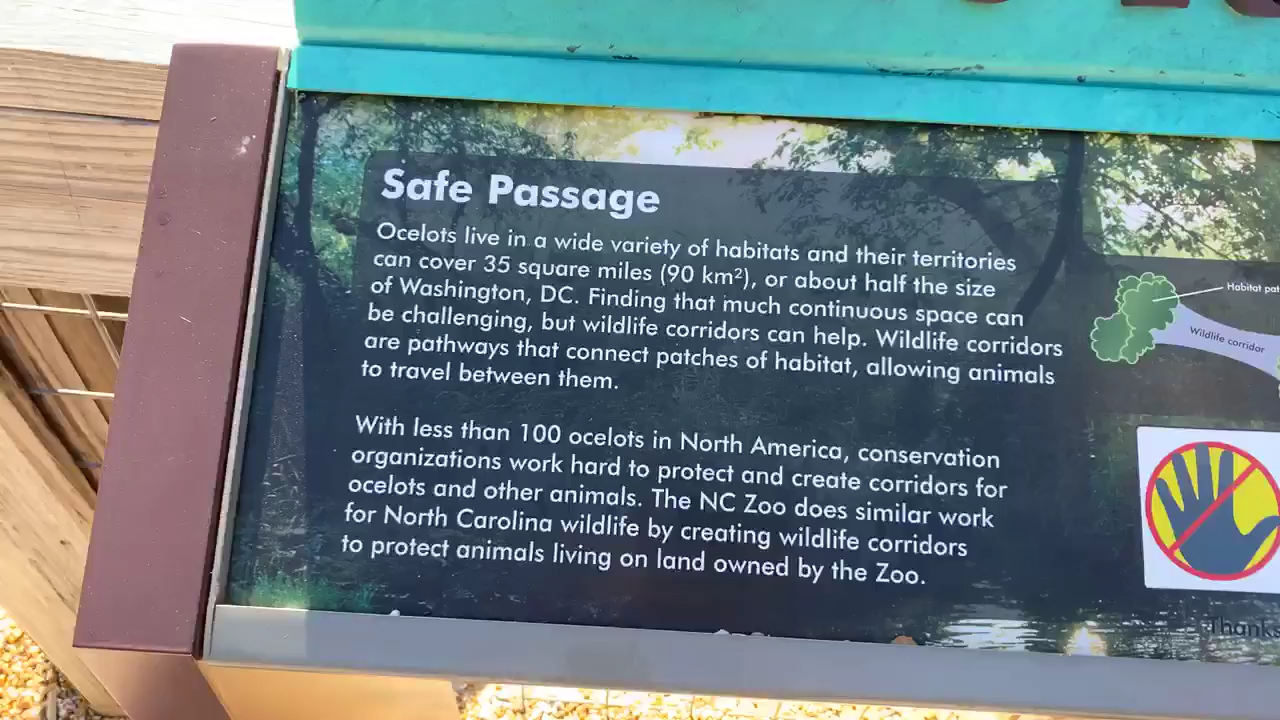 Safe Passage
Ocelots live in a wide variety of habitats and their territories
can cover 35 square miles (90 km²), or about half the size
of Washington, DC. Finding that much continuous space can
be challenging, but wildlife corridors can help. Wildlife corridors
are pathways that connect patches of habitat, allowing animals
to travel between them.
With less than 100 ocelots in North America, conservation
organizations work hard to protect and create corridors for
ocelots and other animals. The NC Zoo does similar work
for North Carolina wildlife by creating wildlife corridors
to protect animals living on land owned by the Zoo.
Habitat pat
Wildlife corridor
Thanks